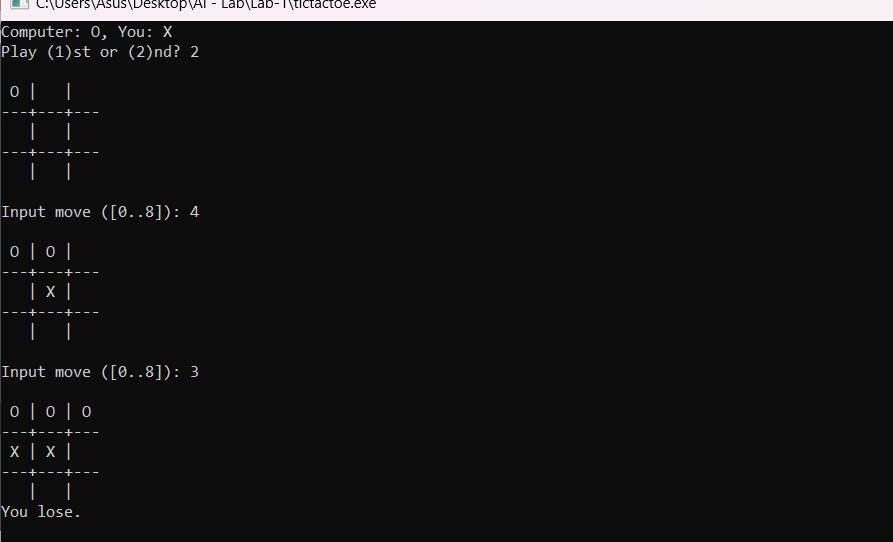 C:\Users\Asus\Desktop\AI - Lab\Lab-1\tictactoe.exe
Computer: O, You: X
Play (1)st or (2)nd? 2
 O |   |
---+---+---
   |   |
---+---+---
   |   |
Input move ([0..8]): 4
 O | O |
---+---+---
   | X |
---+---+---
   |   |
Input move ([0..8]): 3
 O | O | O
---+---+---
 X | X |
---+---+---
   |   |
You lose.